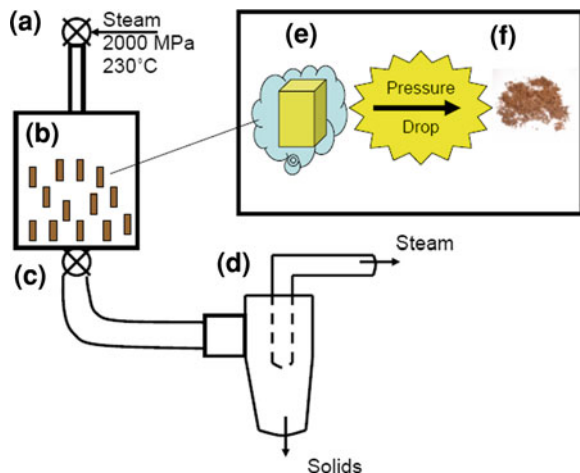 (a)
Steam
2000 MPa
230°C
(b)
(c)
(d)
Steam
Solids
(e)
Pressure
Drop
(f)